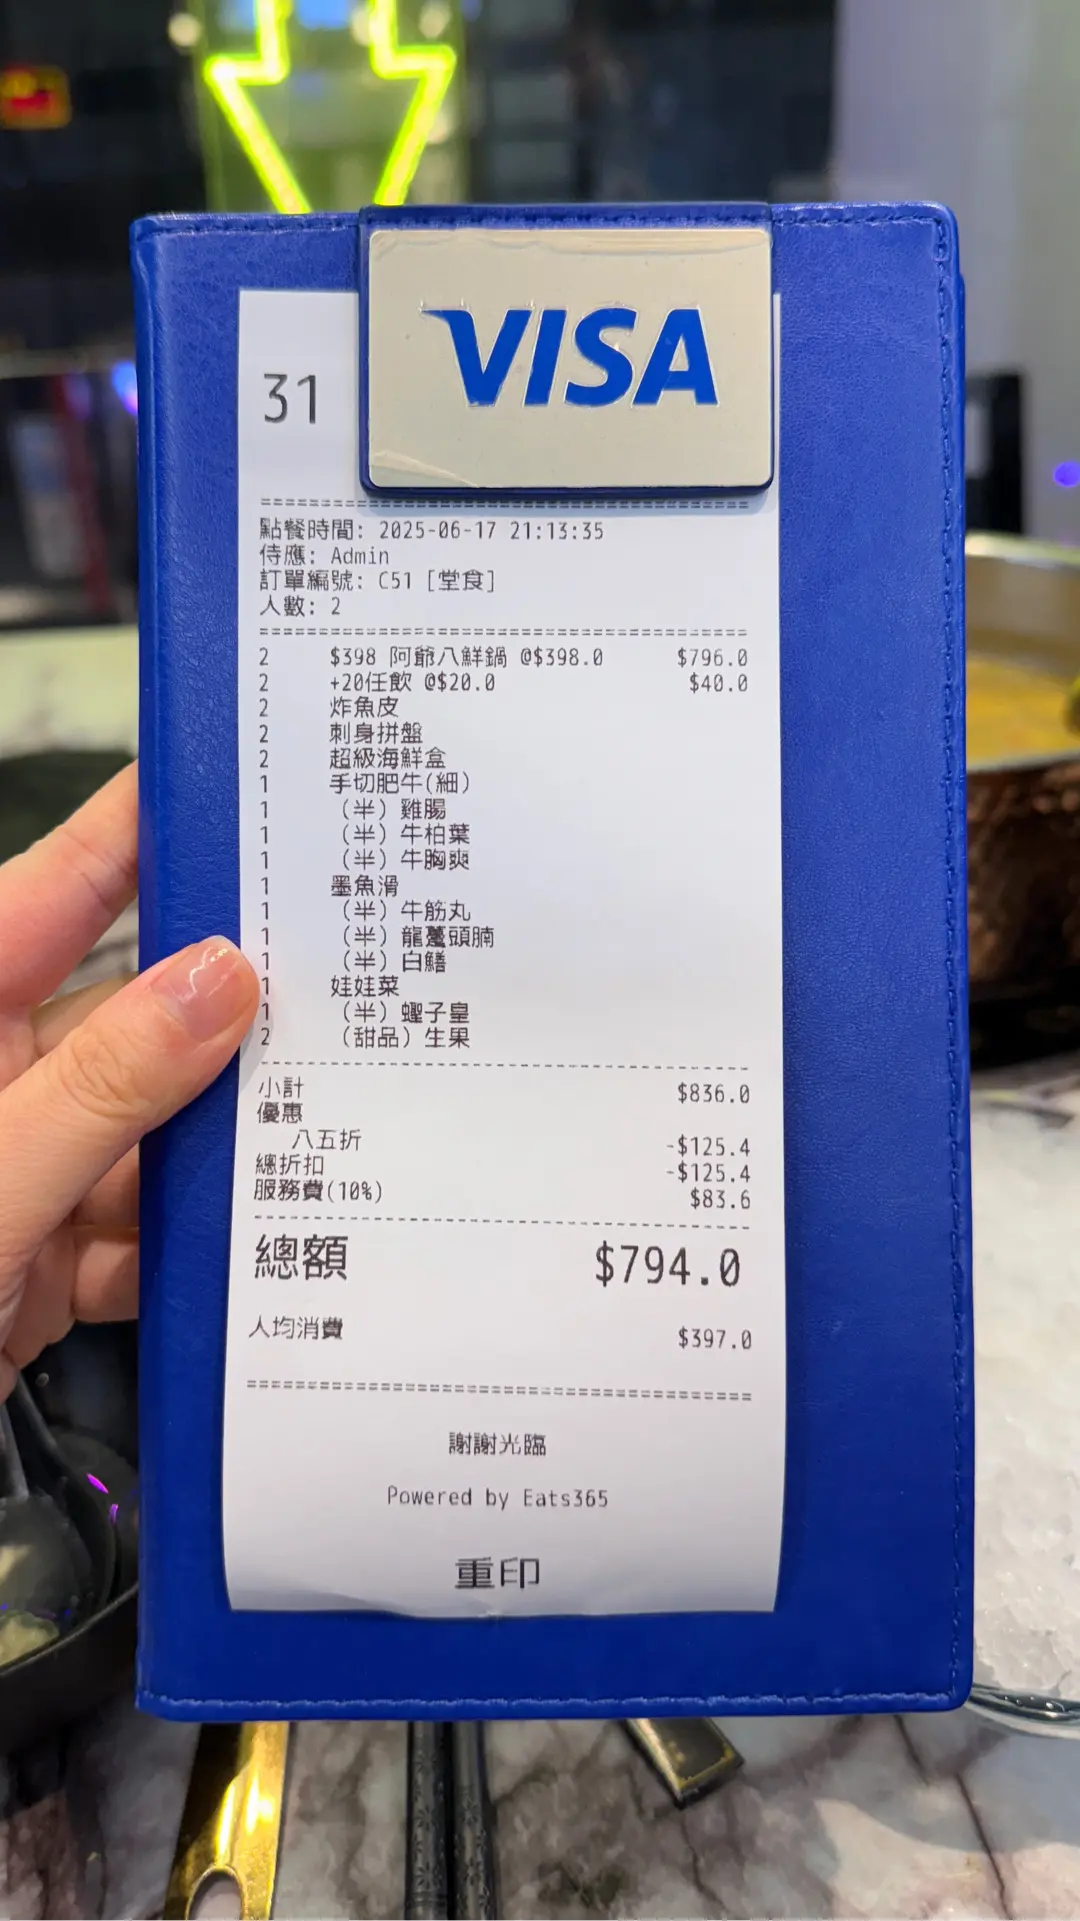 VISA
31
點餐時間: 2025-06-17 21:13:35
侍應: Admin
訂單編號: C51 [堂食]
人數: 2
2 $398 阿爺八鮮鍋 @$398.0 $796.0
2 +20任飲 @$20.0 $40.0
2 炸魚皮
2 刺身拼盤
2 超級海鮮盒
1 手切肥牛(細)
1 (半) 雞腸
1 (半) 牛柏葉
1 (半) 牛胸爽
1 墨魚滑
1 (半) 牛筋丸
1 (半) 龍躉頭腩
1 (半) 白鱔
1 娃娃菜
1 (半) 蟶子皇
2 (甜品) 生果
小計 $836.0
優惠
八五折 -$125.4
總折扣 -$125.4
服務費(10%) $83.6
總額 $794.0
人均消費 $397.0
謝謝光臨
Powered by Eats365
重印